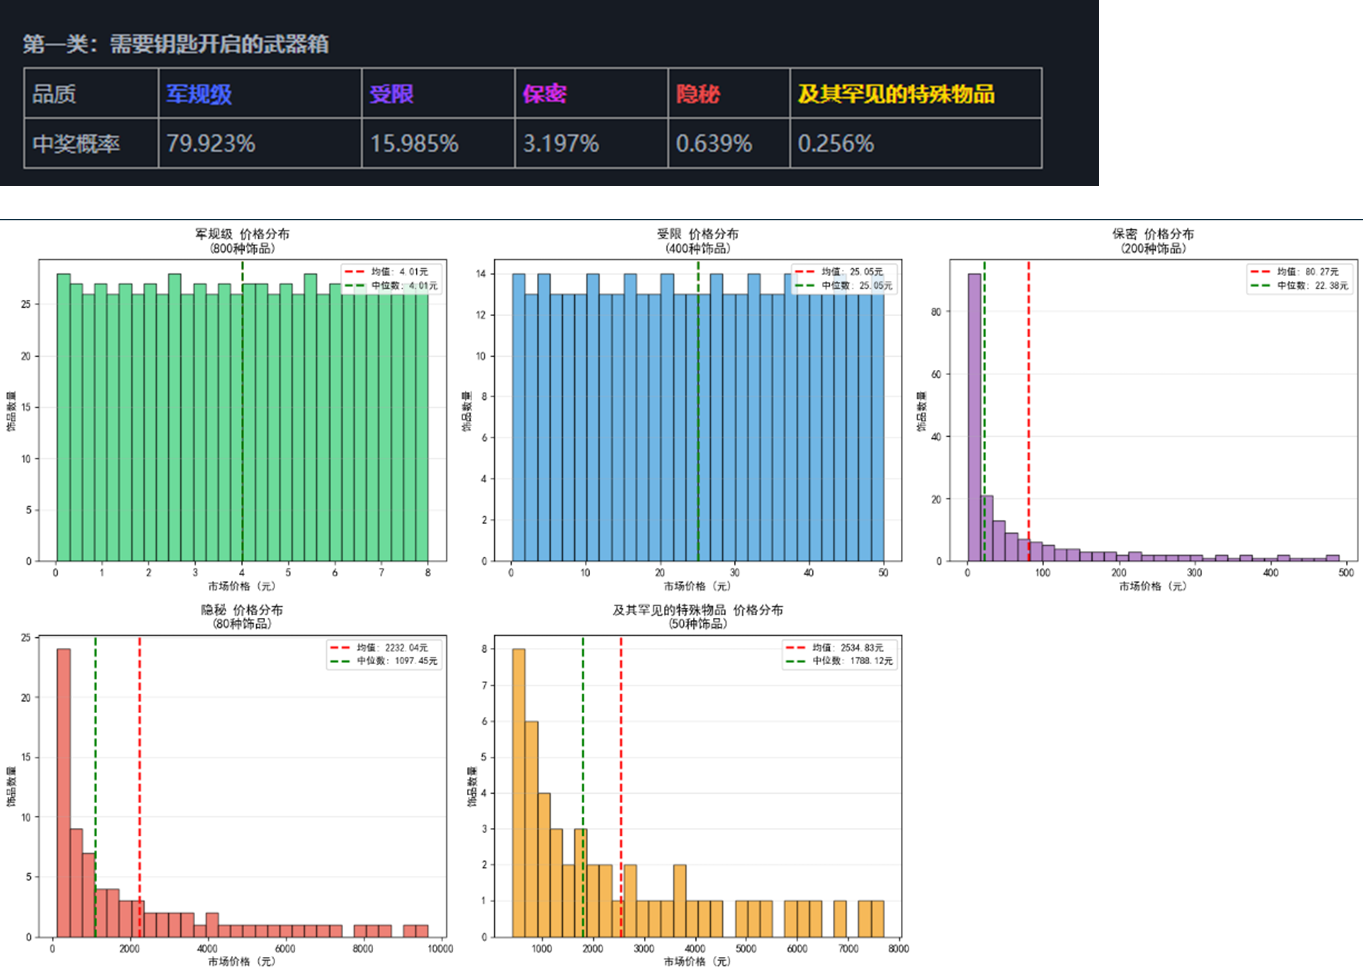 第一类：需要钥匙开启的武器箱
品质 军规级 受限 保密 隐秘 及其罕见的特殊物品
中奖概率 79.923% 15.985% 3.197% 0.639% 0.256%
军规级 价格分布
(800种饰品)
均值: 4.01元
中位数: 4.01元
饰品数量
25
20
15
10
5
0
0 1 2 3 4 5 6 7 8
市场价格 (元)
受限 价格分布
(400种饰品)
均值: 25.05元
中位数: 25.05元
饰品数量
14
12
10
8
6
4
2
0
0 10 20 30 40 50
市场价格 (元)
保密 价格分布
(200种饰品)
均值: 80.27元
中位数: 22.38元
饰品数量
80
60
40
20
0
0 100 200 300 400 500
市场价格 (元)
隐秘 价格分布
(80种饰品)
均值: 2232.04元
中位数: 1097.45元
饰品数量
25
20
15
10
5
0
0 2000 4000 6000 8000 10000
市场价格 (元)
及其罕见的特殊物品 价格分布
(50种饰品)
均值: 2534.83元
中位数: 1788.12元
饰品数量
8
7
6
5
4
3
2
1
0
1000 2000 3000 4000 5000 6000 7000 8000
市场价格 (元)